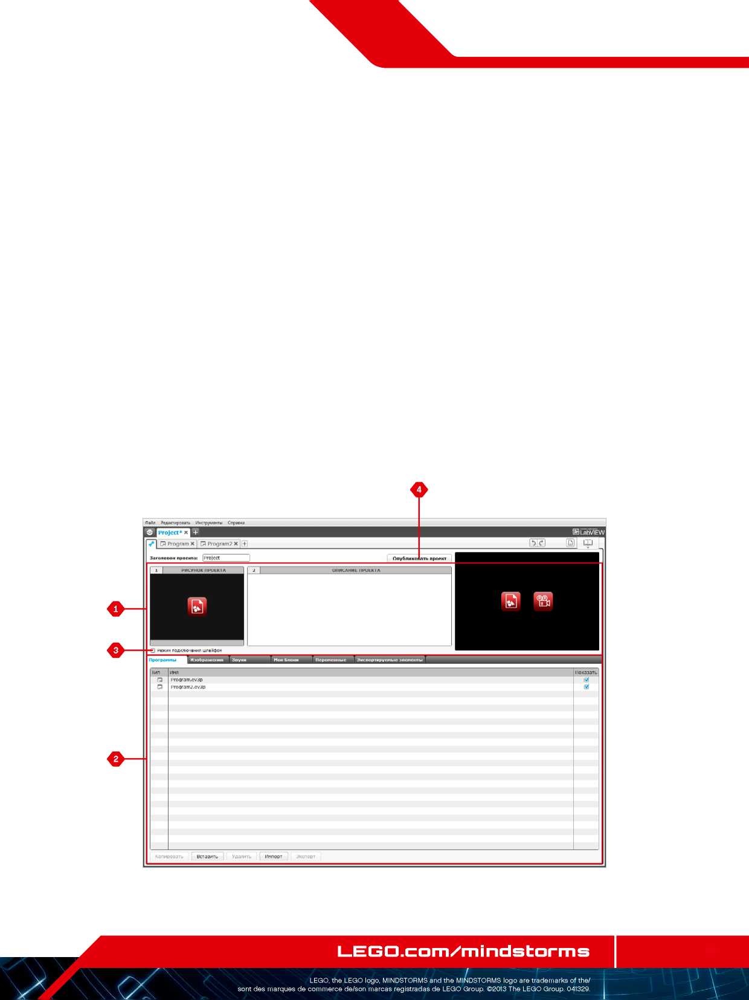 4
Файл Редактировать Инструменты Справка
Project* × +
LabVIEW
Program × Program2 × +
Заголовок проекта: Project
Опубликовать проект
1 РИСУНОК ПРОЕКТА
2 ОПИСАНИЕ ПРОЕКТА
1
3
Режим подключения шлейфом
Программы Изображения Звуки Мои Блоки Переменные Экспортируемые элементы
Тип Имя Показать
Program.ev3p
Program2.ev3p
2
Копировать Вставить Удалить Импорт Экспорт
LEGO.com/mindstorms
LEGO, the LEGO logo, MINDSTORMS and the MINDSTORMS logo are trademarks of the/
sont des marques de commerce de/son marcas registradas de LEGO Group. ©2013 The LEGO Group. 041329.